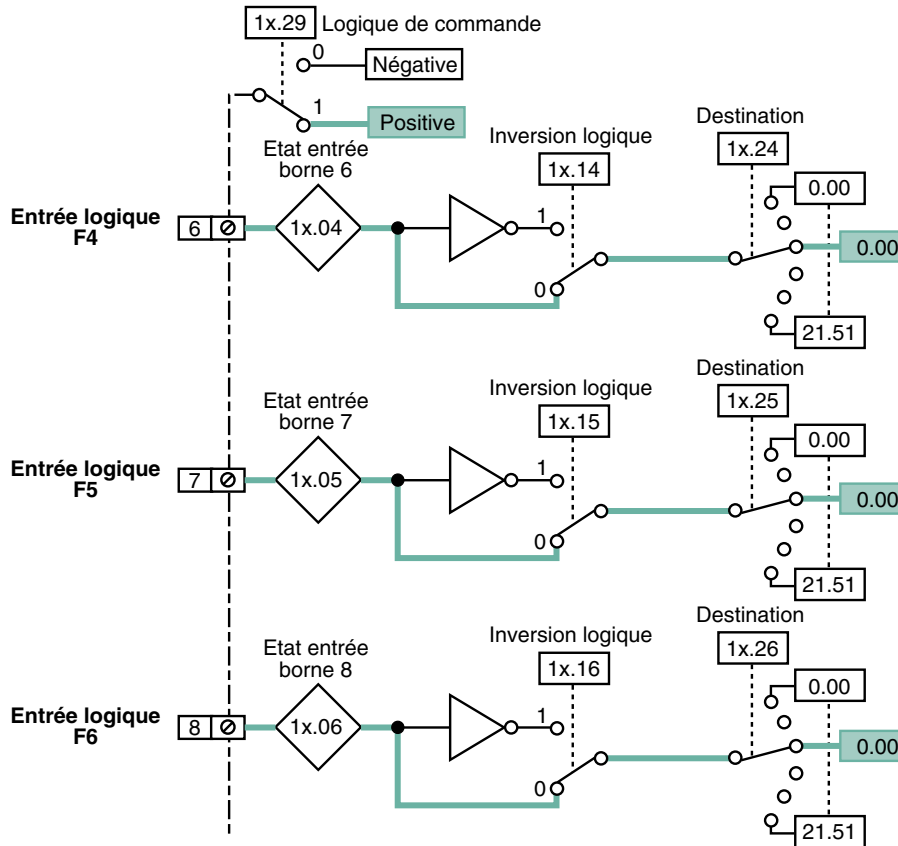 1x.29
Logique de commande
0
Négative
1
Positive
Etat entrée
borne 6
Inversion logique
Destination
1x.14
1x.24
0.00
Entrée logique
F4
6
1x.04
1
0
0.00
21.51
Etat entrée
borne 7
Inversion logique
Destination
1x.15
1x.25
0.00
Entrée logique
F5
7
1x.05
1
0
0.00
21.51
Etat entrée
borne 8
Inversion logique
Destination
1x.16
1x.26
0.00
Entrée logique
F6
8
1x.06
1
0
0.00
21.51